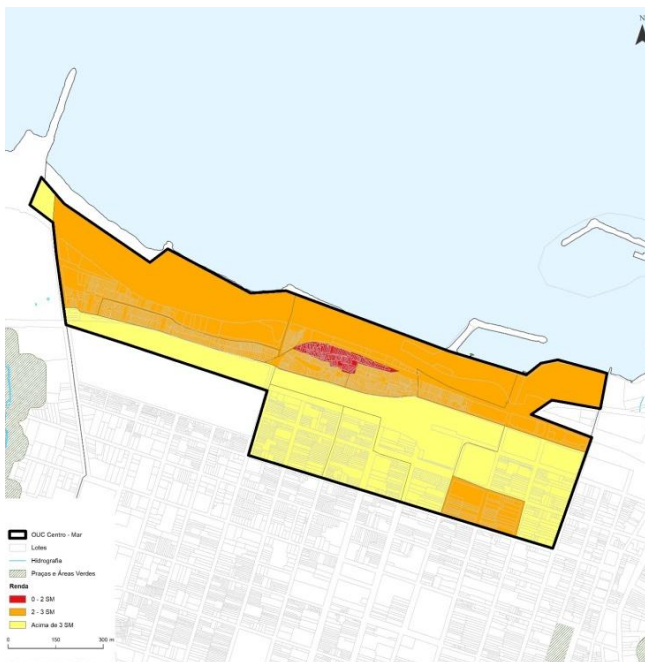 N
OUC Centro - Mar
Lotes
Hidrografia
Praças e Áreas Verdes
Renda
0 - 2 SM
2 - 3 SM
Acima de 3 SM
0 150 300 m